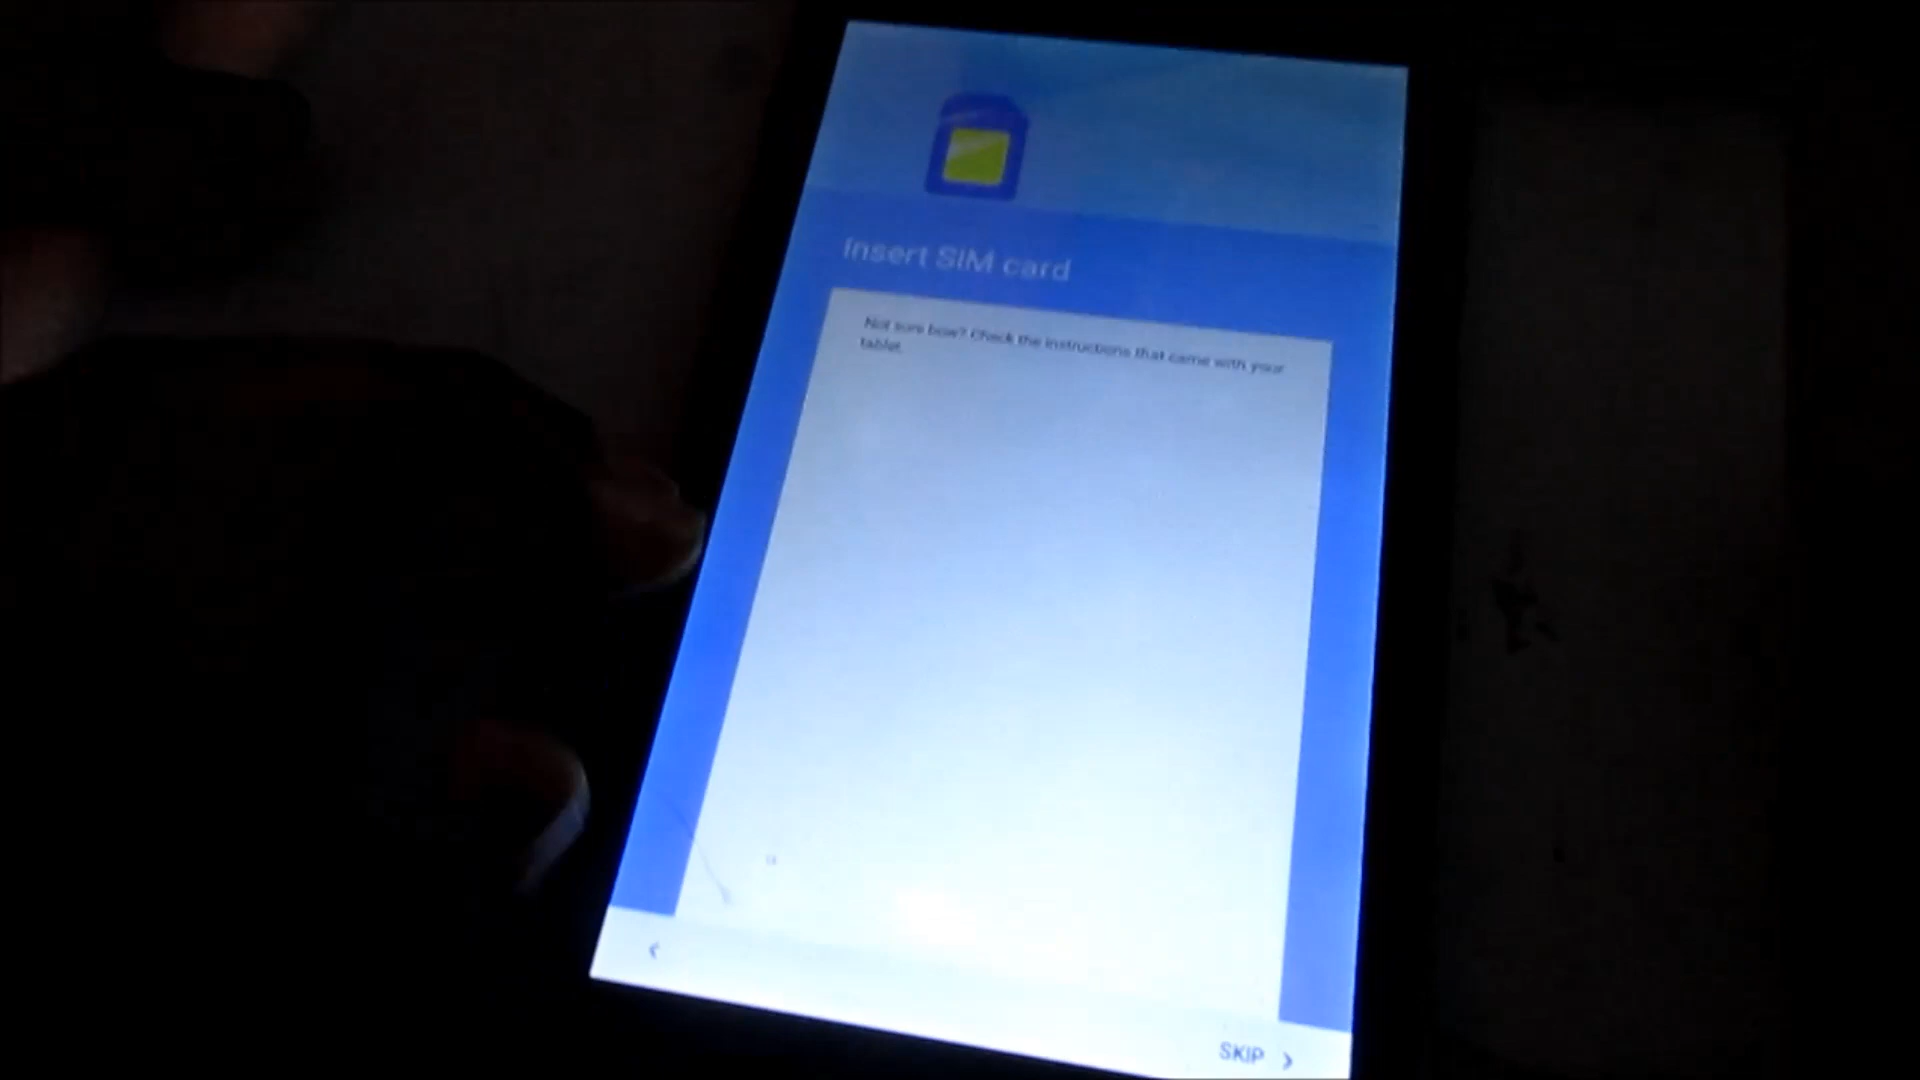 Insert SIM card
Not sure how? Check the instructions that came with your
tablet.
SKIP